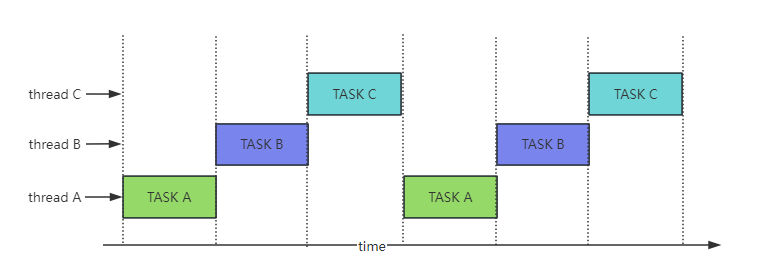 thread C TASK C TASK C
thread B TASK B TASK B
thread A TASK A TASK A
time